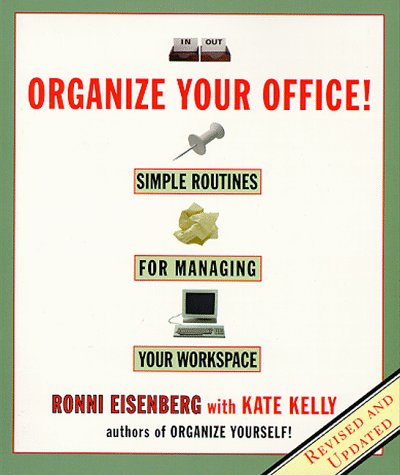 IN OUT
ORGANIZE YOUR OFFICE!
SIMPLE ROUTINES
FOR MANAGING
YOUR WORKSPACE
RONNI EISENBERG with KATE KELLY
authors of ORGANIZE YOURSELF!
REVISED AND
UPDATED